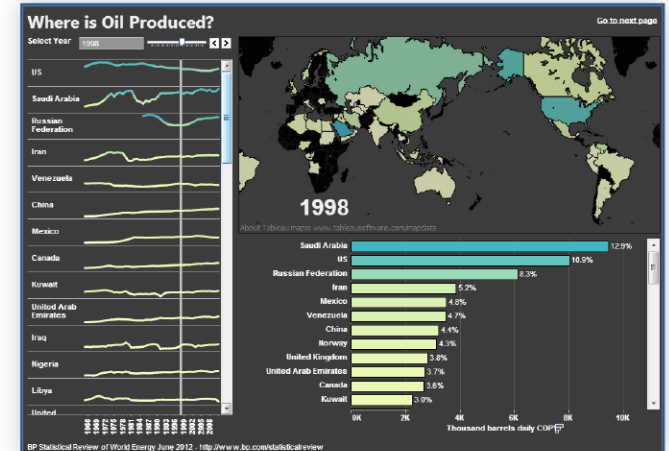 Where is Oil Produced?
Go to next page
Select Year
1998
US
Saudi Arabia
Russian
Federation
Iran
Venezuela
China
Mexico
Canada
Kuwait
United Arab
Emirates
Iraq
Nigeria
Libya
United
1998
About Tableau maps: www.tableausoftware.com/mapdata
Saudi Arabia 12.9%
US 10.9%
Russian Federation 8.3%
Iran 5.2%
Mexico 4.8%
Venezuela 4.7%
China 4.4%
Norway 4.3%
United Kingdom 3.8%
United Arab Emirates 3.7%
Canada 3.6%
Kuwait 3.0%
0K 2K 4K 6K 8K 10K
Thousand barrels daily
BP Statistical Review of World Energy June 2012 - http://www.bp.com/statisticalreview